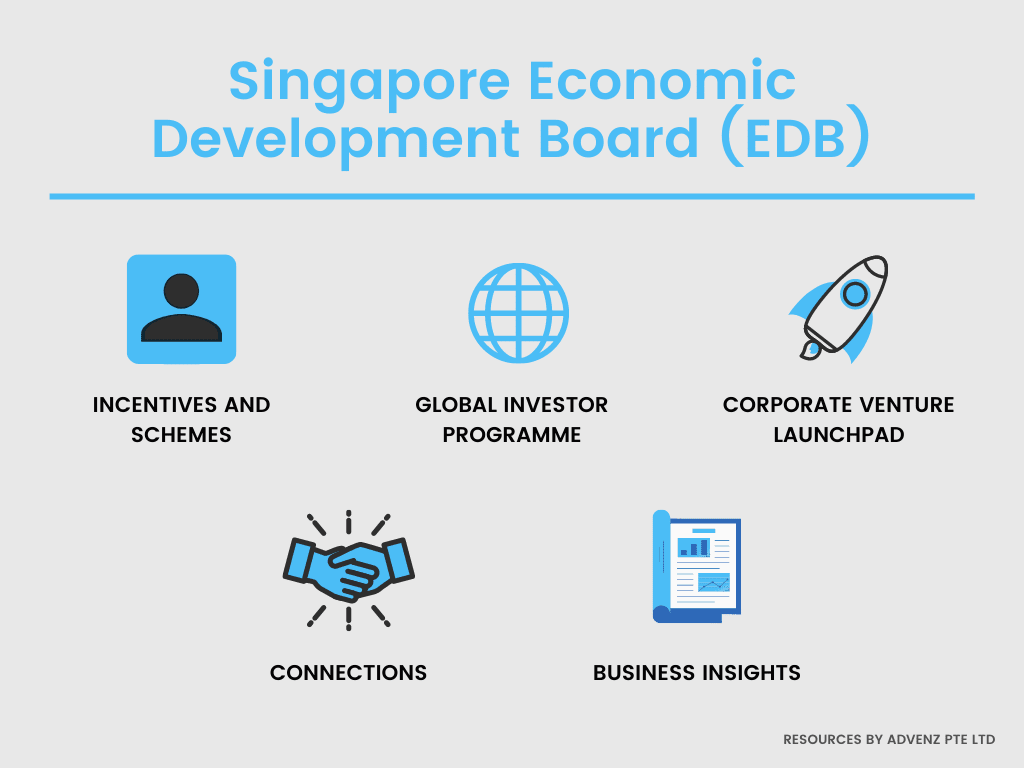 Singapore Economic
Development Board (EDB)
INCENTIVES AND
SCHEMES
GLOBAL INVESTOR
PROGRAMME
CORPORATE VENTURE
LAUNCHPAD
CONNECTIONS
BUSINESS INSIGHTS
RESOURCES BY ADVENZ PTE LTD